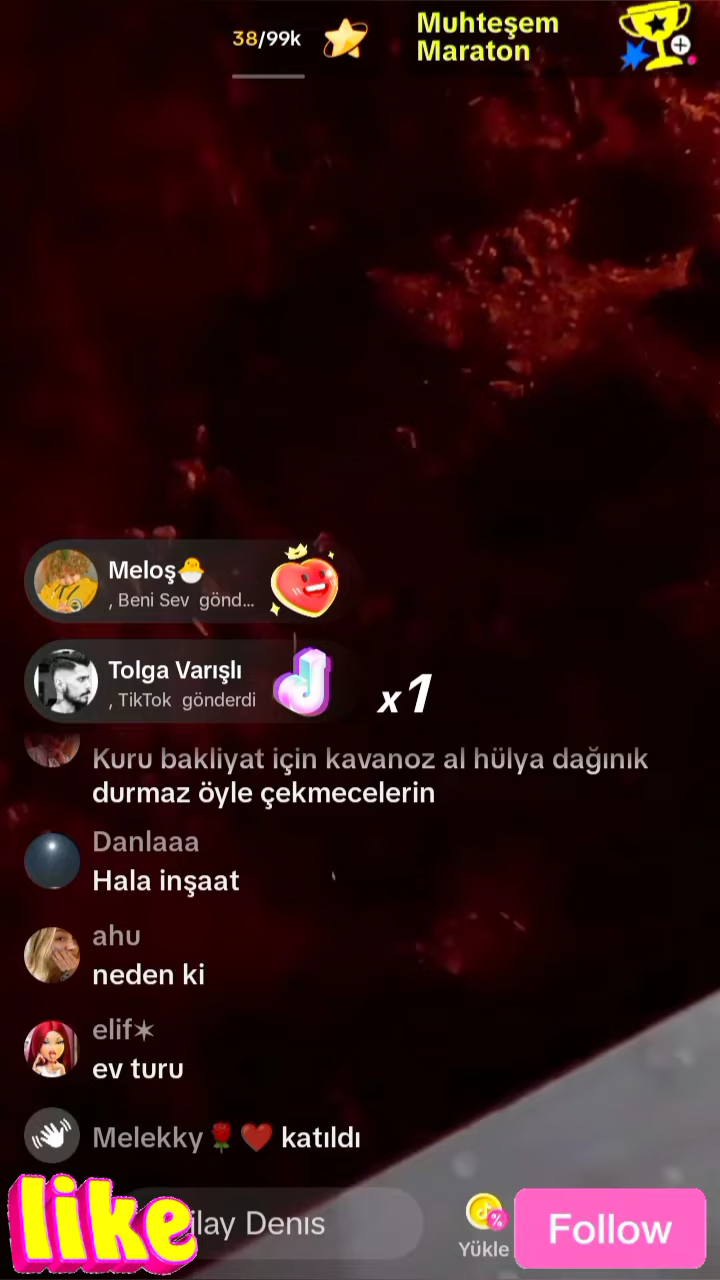 38/99k
Muhteşem
Maraton
Meloş🐣
, Beni Sev gönd...
Tolga Varışlı
, TikTok gönderdi
x1
Kuru bakliyat için kavanoz al hülya dağınık
durmaz öyle çekmecelerin
Danlaaa
Hala inşaat
ahu
neden ki
elif✶
ev turu
Melekky🌹❤️ katıldı
like
Denıs
Yükle
Follow